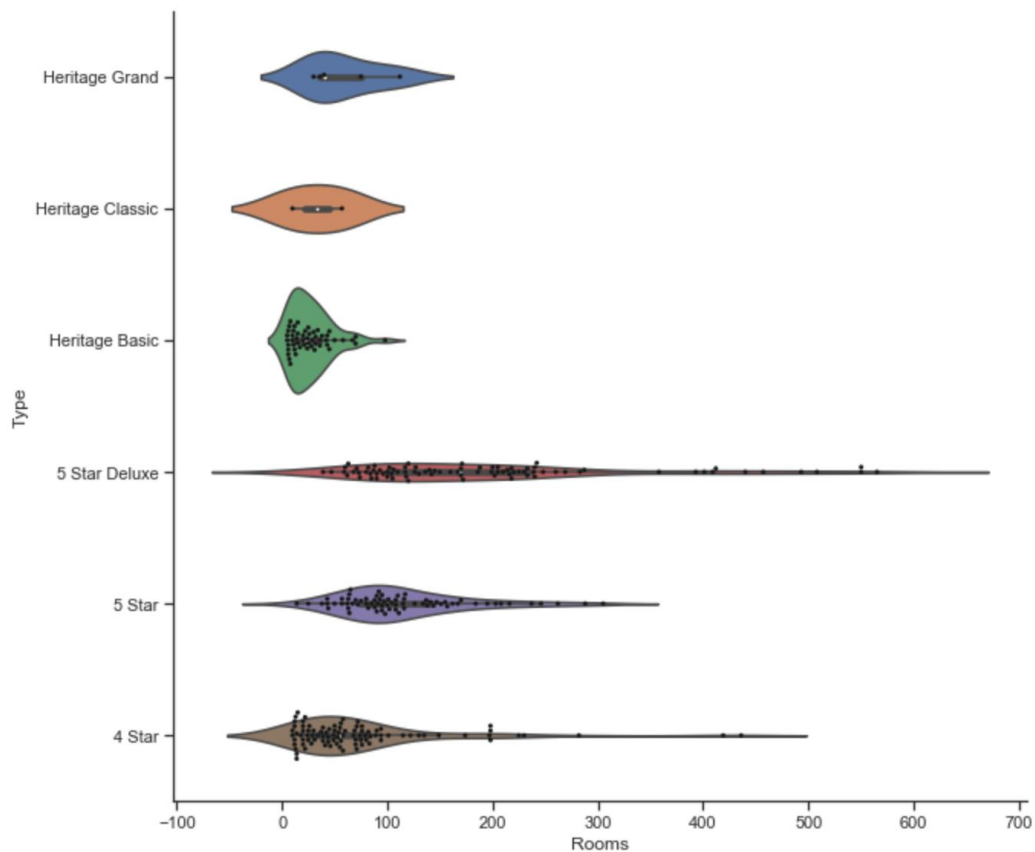 Heritage Grand
Heritage Classic
Heritage Basic
5 Star Deluxe
5 Star
4 Star
Type
−100 0 100 200 300 400 500 600 700
Rooms